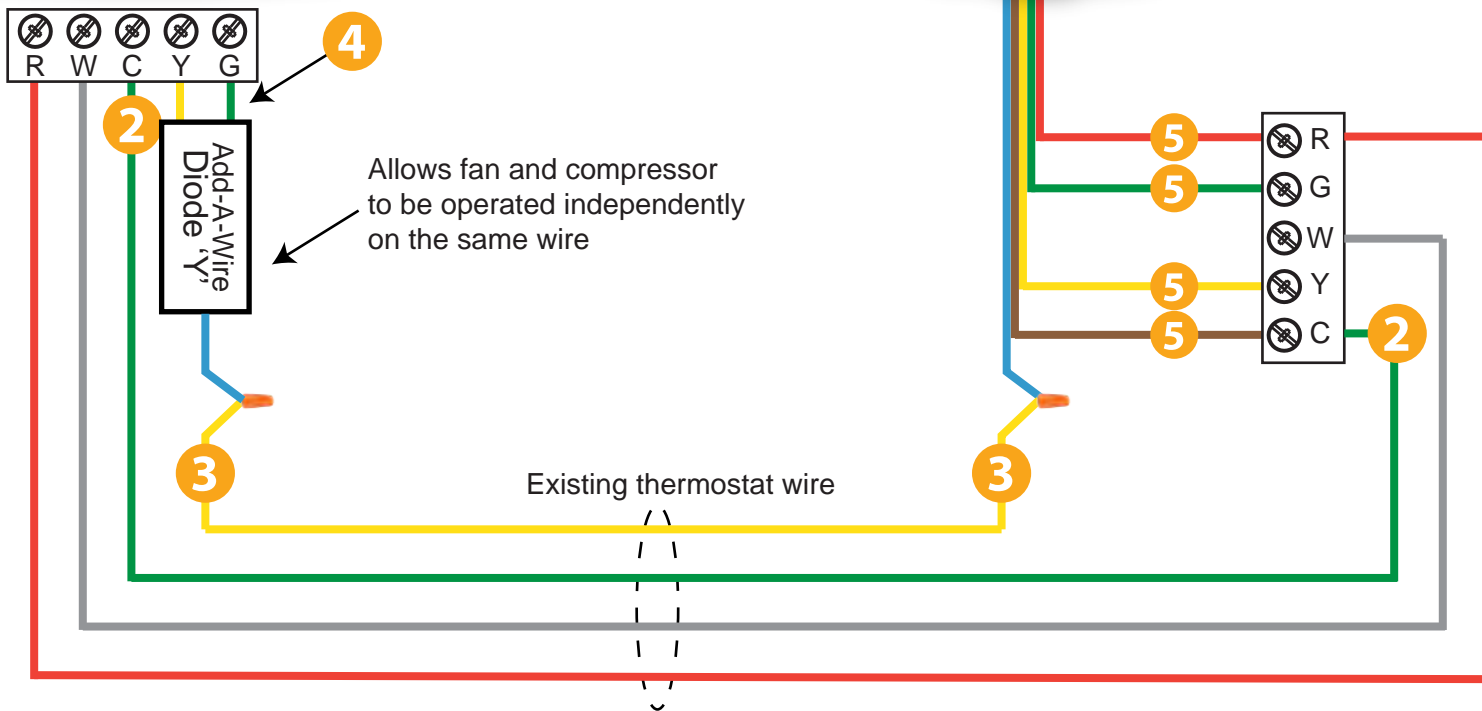 R W C Y G
4
2
Add-A-Wire
Diode ‘Y’
Allows fan and compressor
to be operated independently
on the same wire
5 R
5 G
W
5 Y
5 C 2
3 3
Existing thermostat wire